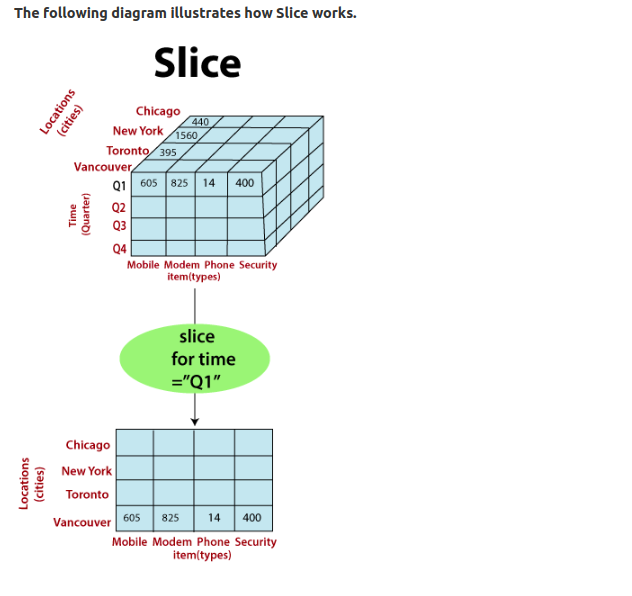 The following diagram illustrates how Slice works.
Slice
Locations
(cities)
Chicago
440
New York
1560
Toronto
395
Vancouver
Q1 605 825 14 400
Q2
Q3
Q4
Time
(Quarter)
Mobile Modem Phone Security
item(types)
slice
for time
="Q1"
Locations
(cities)
Chicago
New York
Toronto
Vancouver 605 825 14 400
Mobile Modem Phone Security
item(types)